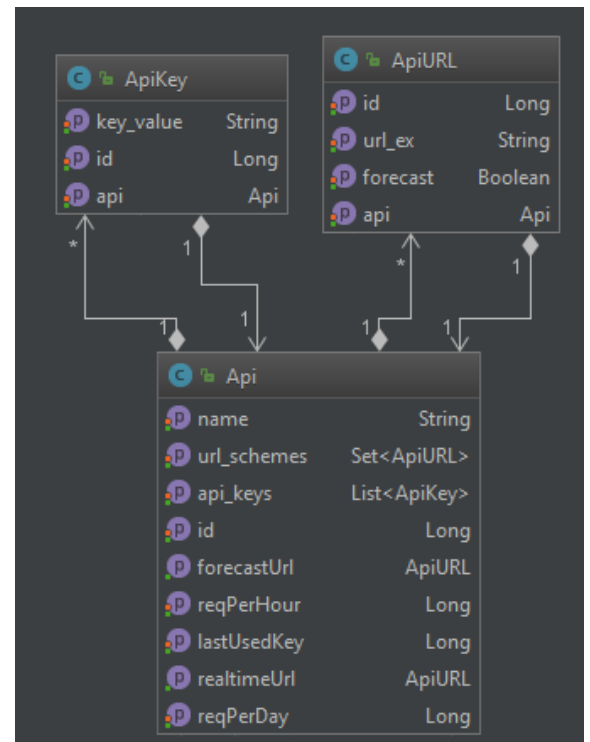 C ApiKey
p key_value String
p id Long
p api Api
C ApiURL
p id Long
p url_ex String
p forecast Boolean
p api Api
* 1 * 1
1 1 1 1
C Api
p name String
p url_schemes Set<ApiURL>
p api_keys List<ApiKey>
p id Long
p forecastUrl ApiURL
p reqPerHour Long
p lastUsedKey Long
p realtimeUrl ApiURL
p reqPerDay Long